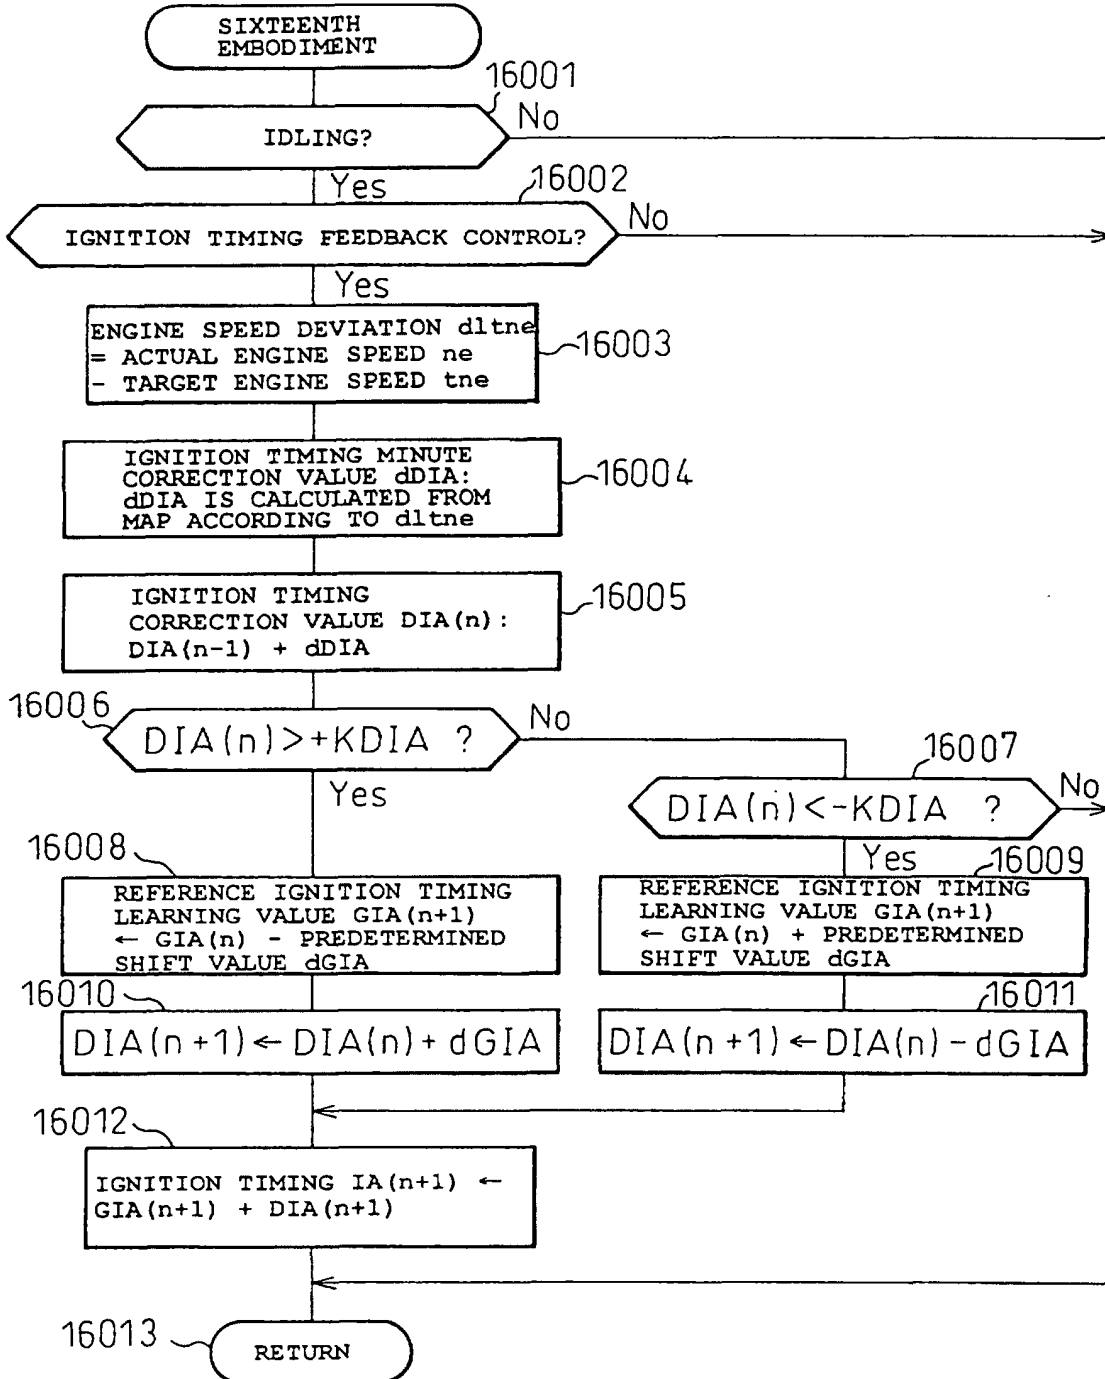 SIXTEENTH
EMBODIMENT
16001
IDLING?
No
Yes
16002
IGNITION TIMING FEEDBACK CONTROL?
No
Yes
ENGINE SPEED DEVIATION dltne
= ACTUAL ENGINE SPEED ne
- TARGET ENGINE SPEED tne
16003
IGNITION TIMING MINUTE
CORRECTION VALUE dDIA:
dDIA IS CALCULATED FROM
MAP ACCORDING TO dltne
16004
IGNITION TIMING
CORRECTION VALUE DIA(n):
DIA(n-1) + dDIA
16005
16006
DIA(n)>+KDIA ?
No
Yes
16007
DIA(n)<-KDIA ?
No
Yes
16008
REFERENCE IGNITION TIMING
LEARNING VALUE GIA(n+1)
← GIA(n) - PREDETERMINED
SHIFT VALUE dGIA
16009
REFERENCE IGNITION TIMING
LEARNING VALUE GIA(n+1)
← GIA(n) + PREDETERMINED
SHIFT VALUE dGIA
16010
DIA(n+1)←DIA(n)+dGIA
16011
DIA(n+1)←DIA(n)-dGIA
16012
IGNITION TIMING IA(n+1) ←
GIA(n+1) + DIA(n+1)
16013
RETURN